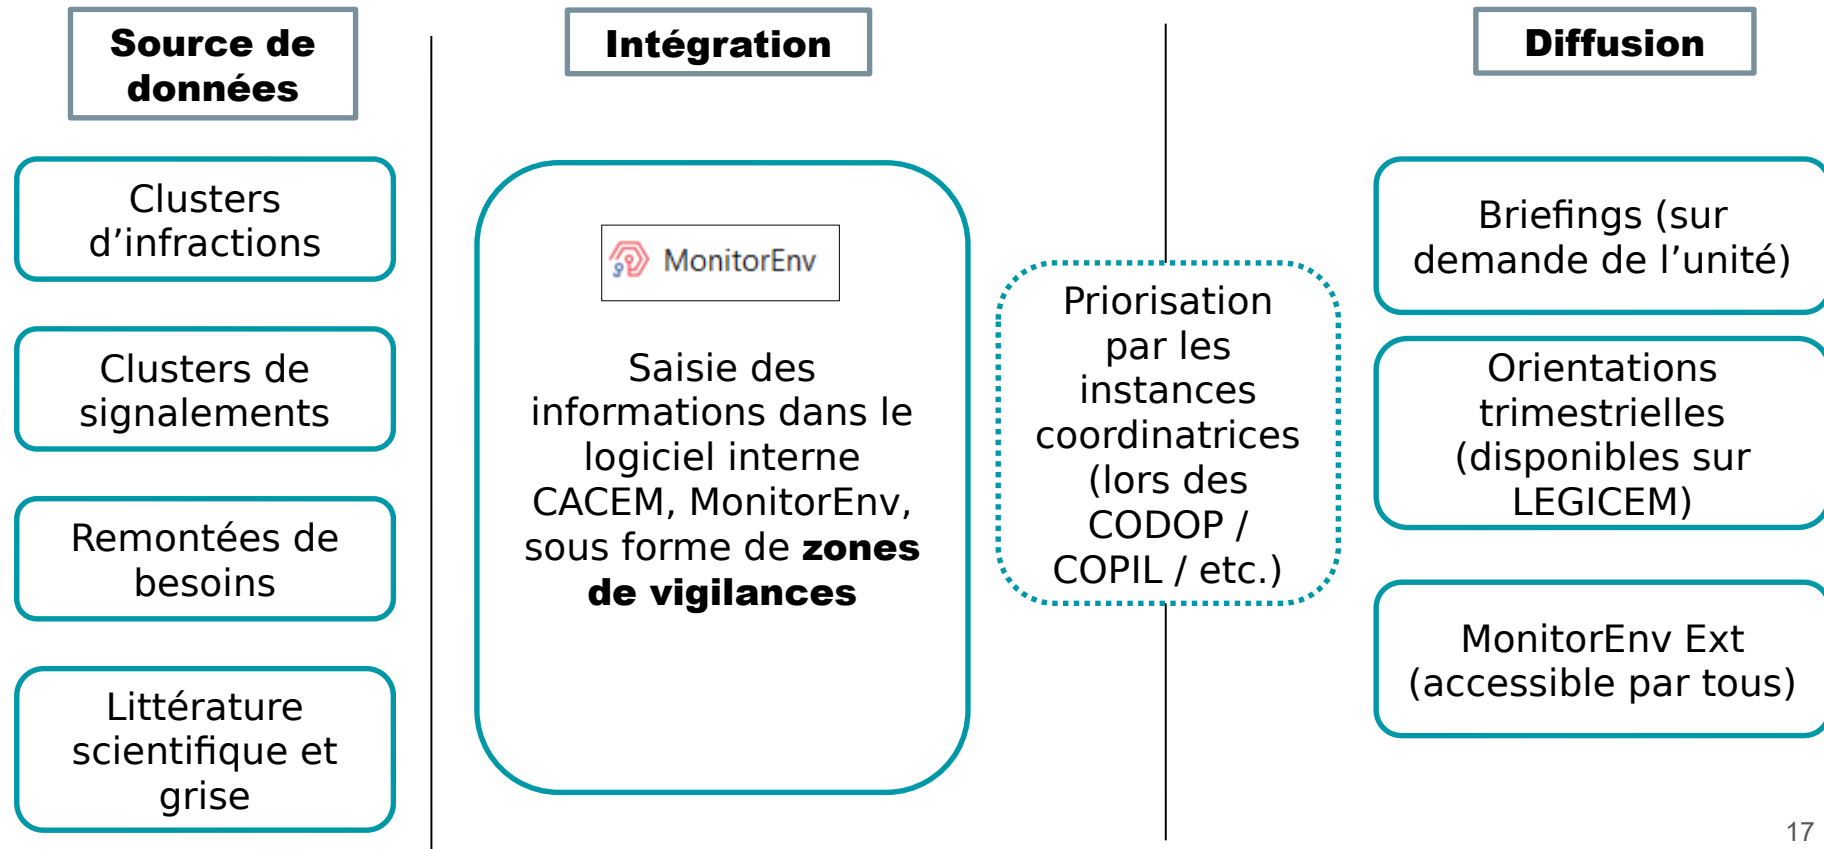 Source de
données
Clusters
d’infractions
Clusters de
signalements
Remontées de
besoins
Littérature
scientifique et
grise
Intégration
MonitorEnv
Saisie des
informations dans le
logiciel interne
CACEM, MonitorEnv,
sous forme de zones
de vigilances
Priorisation
par les
instances
coordinatrices
(lors des
CODOP /
COPIL / etc.)
Diffusion
Briefings (sur
demande de l’unité)
Orientations
trimestrielles
(disponibles sur
LEGICEM)
MonitorEnv Ext
(accessible par tous)
17